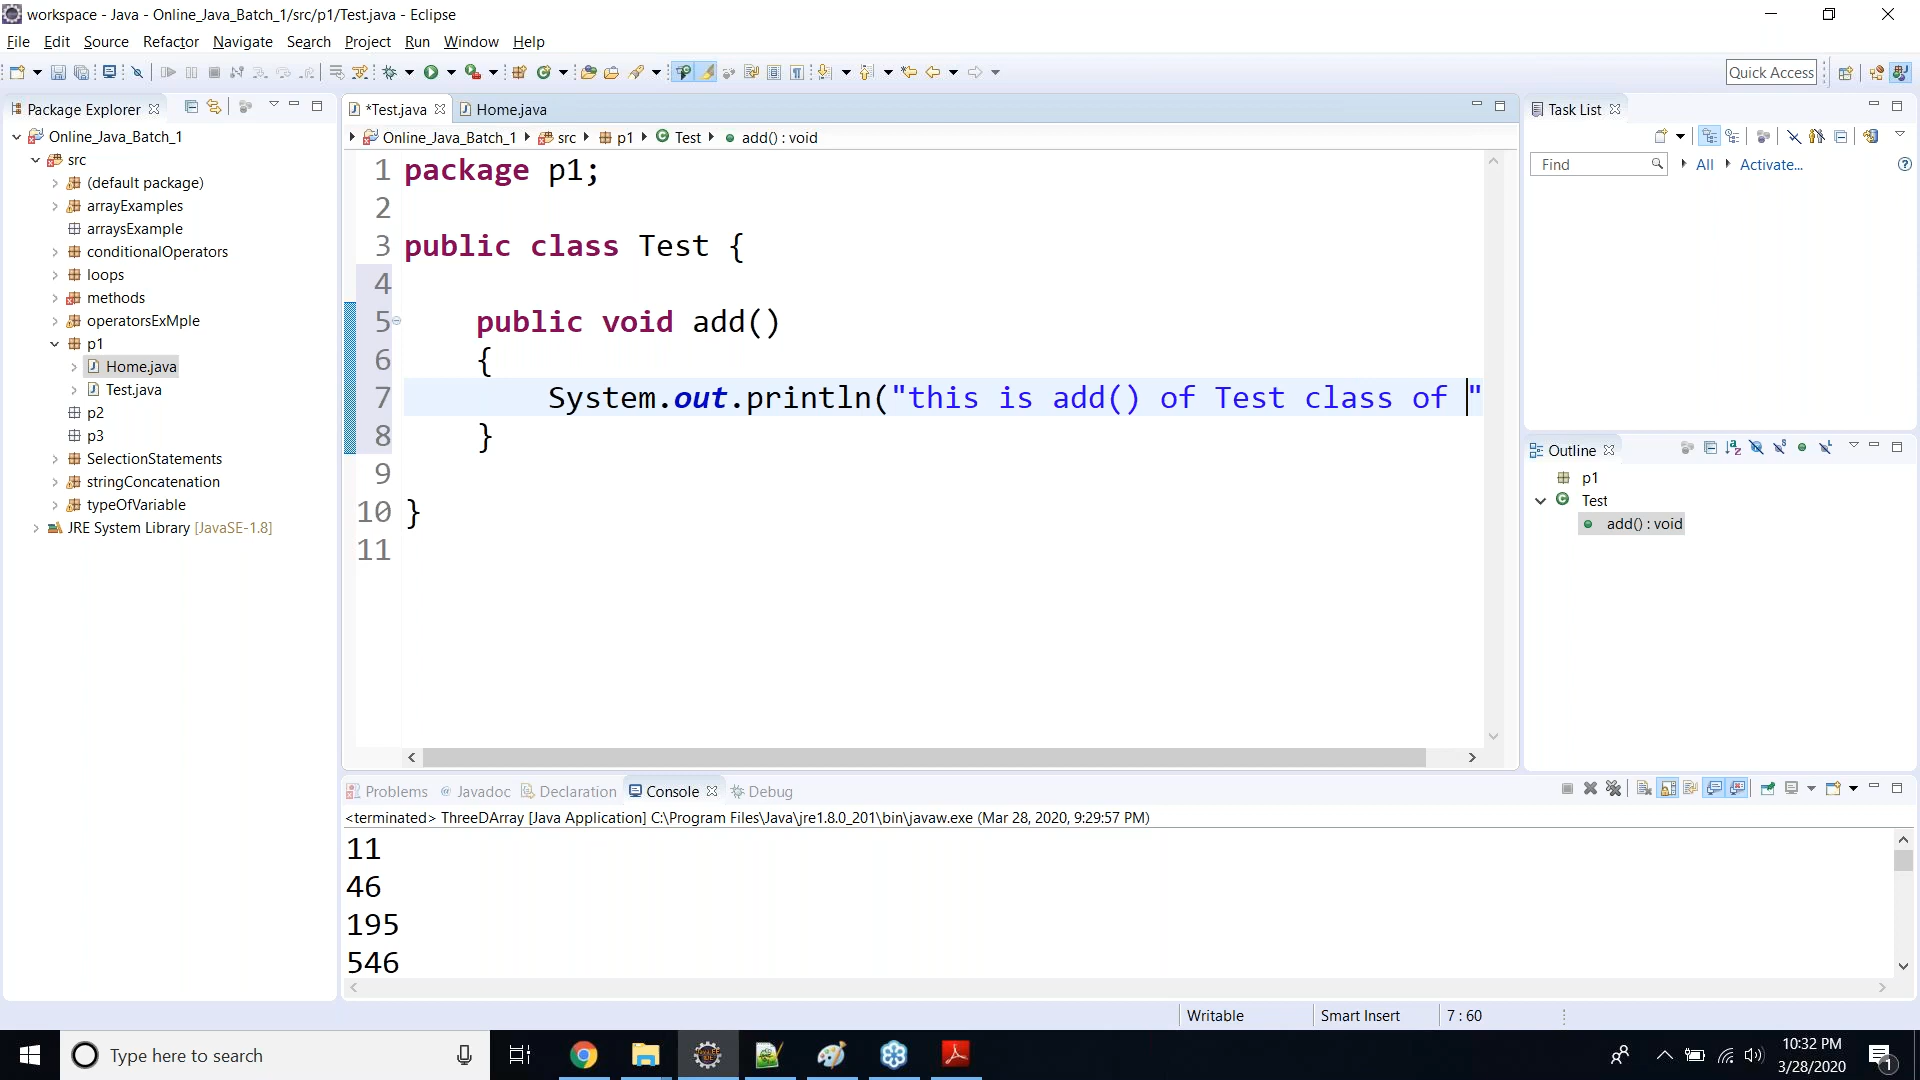 workspace - Java - Online_Java_Batch_1/src/p1/Test.java - Eclipse
File Edit Source Refactor Navigate Search Project Run Window Help
Quick Access
Package Explorer
Online_Java_Batch_1
src
(default package)
arrayExamples
arraysExample
conditionalOperators
loops
methods
operatorsExMple
p1
Home.java
Test.java
p2
p3
SelectionStatements
stringConcatenation
typeOfVariable
JRE System Library [JavaSE-1.8]
*Test.java Home.java
Online_Java_Batch_1 src p1 Test add() : void
1 package p1;
2
3 public class Test {
4
5 public void add()
6 {
7 System.out.println("this is add() of Test class of "
8 }
9
10 }
11
Task List
Find All Activate...
Outline
p1
Test
add() : void
Problems Javadoc Declaration Console Debug
<terminated> ThreeDArray [Java Application] C:\Program Files\Java\jre1.8.0_201\bin\javaw.exe (Mar 28, 2020, 9:29:57 PM)
11
46
195
546
Writable Smart Insert 7 : 60
Type here to search
10:32 PM
3/28/2020
1